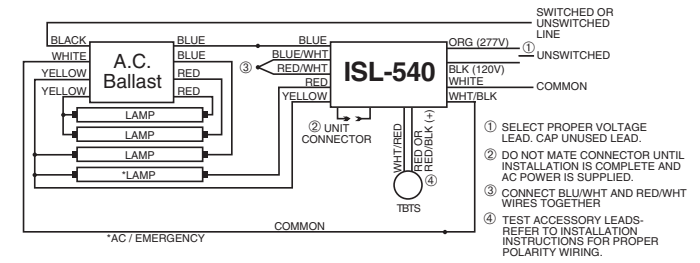 SWITCHED OR
UNSWITCHED
LINE
BLACK
BLUE
BLUE
ORG (277V)
①
WHITE
BLUE
BLUE/WHT
UNSWITCHED
A.C.
Ballast
③
RED/WHT
ISL-540
BLK (120V)
YELLOW
RED
RED
WHITE
COMMON
YELLOW
RED
YELLOW
WHT/BLK
LAMP
LAMP
LAMP
*LAMP
② UNIT
CONNECTOR
WHT/RED
RED OR
RED/BLK (+)
④
TBTS
COMMON
*AC / EMERGENCY
① SELECT PROPER VOLTAGE
LEAD. CAP UNUSED LEAD.
② DO NOT MATE CONNECTOR UNTIL
INSTALLATION IS COMPLETE AND
AC POWER IS SUPPLIED.
③ CONNECT BLU/WHT AND RED/WHT
WIRES TOGETHER
④ TEST ACCESSORY LEADS-
REFER TO INSTALLATION
INSTRUCTIONS FOR PROPER
POLARITY WIRING.